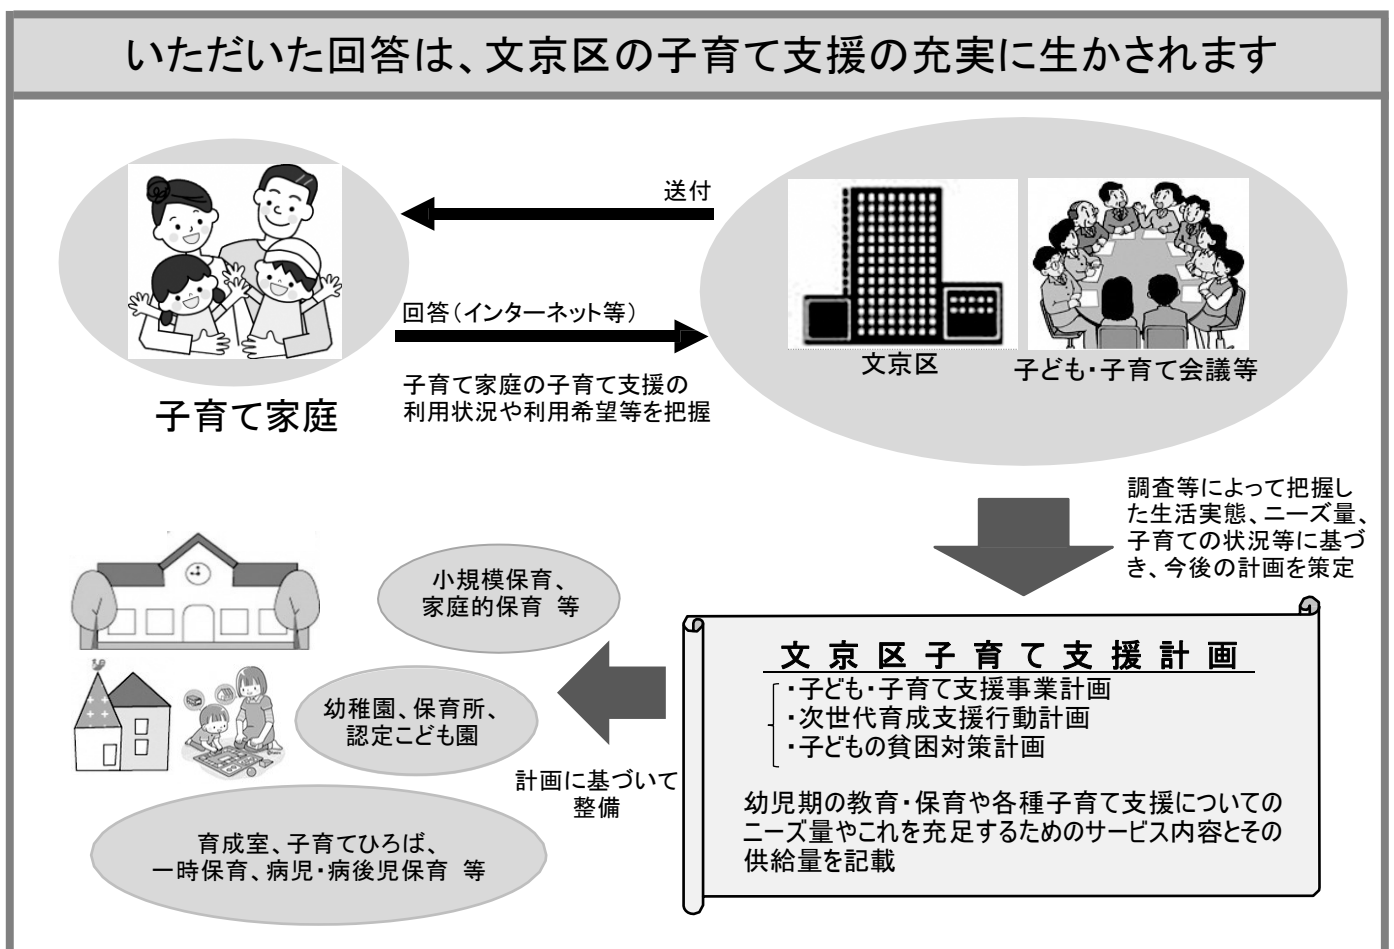 いただいた回答は、文京区の子育て支援の充実に生かされます
送付
回答（インターネット等）
子育て家庭の子育て支援の
利用状況や利用希望等を把握
子育て家庭
文京区
子ども・子育て会議等
調査等によって把握し
た生活実態、ニーズ量、
子育ての状況等に基づ
き、今後の計画を策定
文京区子育て支援計画
・子ども・子育て支援事業計画
・次世代育成支援行動計画
・子どもの貧困対策計画
幼児期の教育・保育や各種子育て支援についての
ニーズ量やこれを充足するためのサービス内容とその
供給量を記載
計画に基づいて
整備
小規模保育、
家庭的保育　等
幼稚園、保育所、
認定こども園
育成室、子育てひろば、
一時保育、病児・病後児保育　等